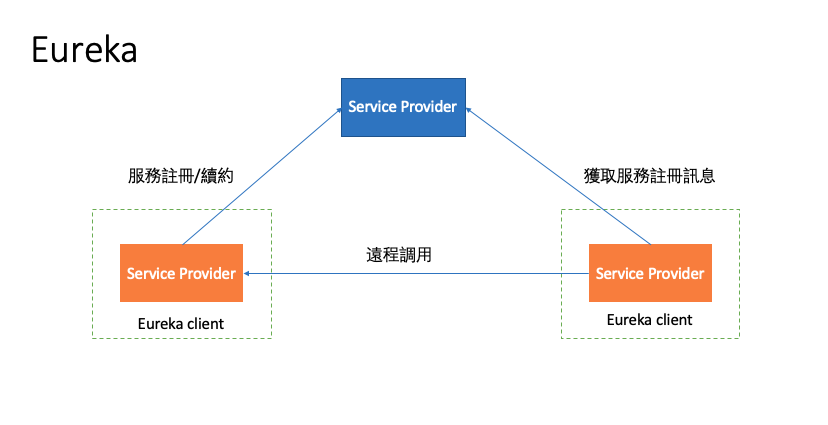 Eureka
Service Provider
服務註冊/續約
獲取服務註冊訊息
遠程調用
Service Provider
Service Provider
Eureka client
Eureka client